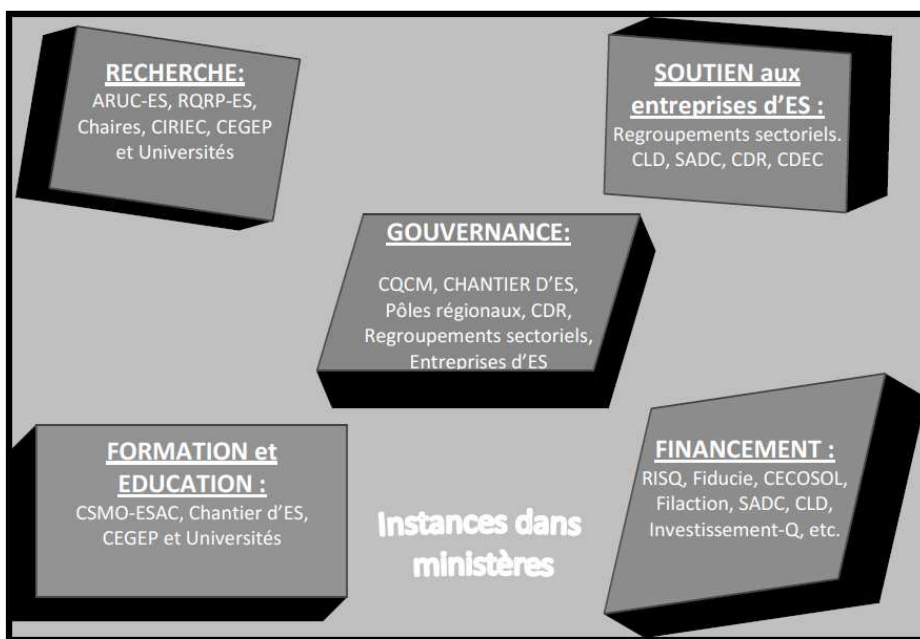 RECHERCHE:
ARUC-ES, RQRP-ES,
Chaires, CIRIEC, CEGEP
et Universités
SOUTIEN aux
entreprises d'ES :
Regroupements sectoriels.
CLD, SADC, CDR, CDEC
GOUVERNANCE:
CQCM, CHANTIER D'ES,
Pôles régionaux, CDR,
Regroupements sectoriels,
Entreprises d'ES
FORMATION et
EDUCATION :
CSMO-ESAC, Chantier d'ES,
CEGEP et Universités
Instances dans
ministères
FINANCEMENT :
RISQ, Fiducie, CECOSOL,
Filaction, SADC, CLD,
Investissement-Q, etc.